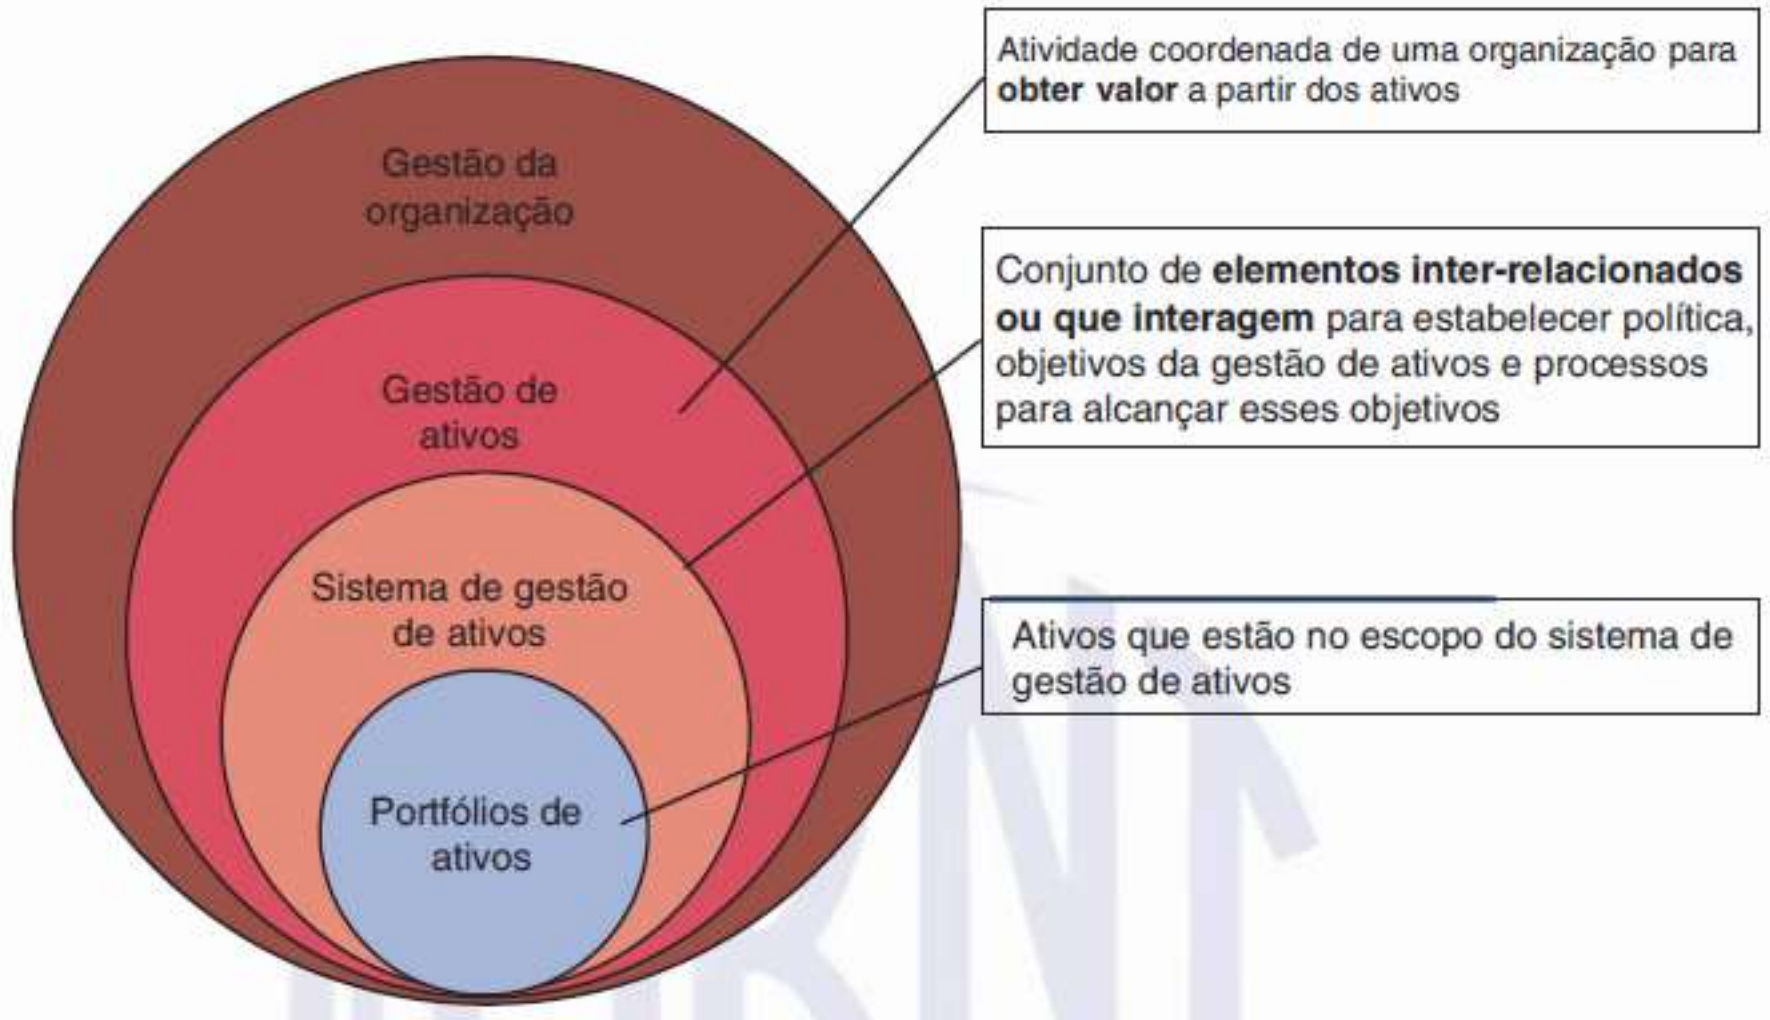 Gestão da
organização
Gestão de
ativos
Sistema de gestão
de ativos
Portfólios de
ativos
Atividade coordenada de uma organização para
obter valor a partir dos ativos
Conjunto de elementos inter-relacionados
ou que interagem para estabelecer política,
objetivos da gestão de ativos e processos
para alcançar esses objetivos
Ativos que estão no escopo do sistema de
gestão de ativos